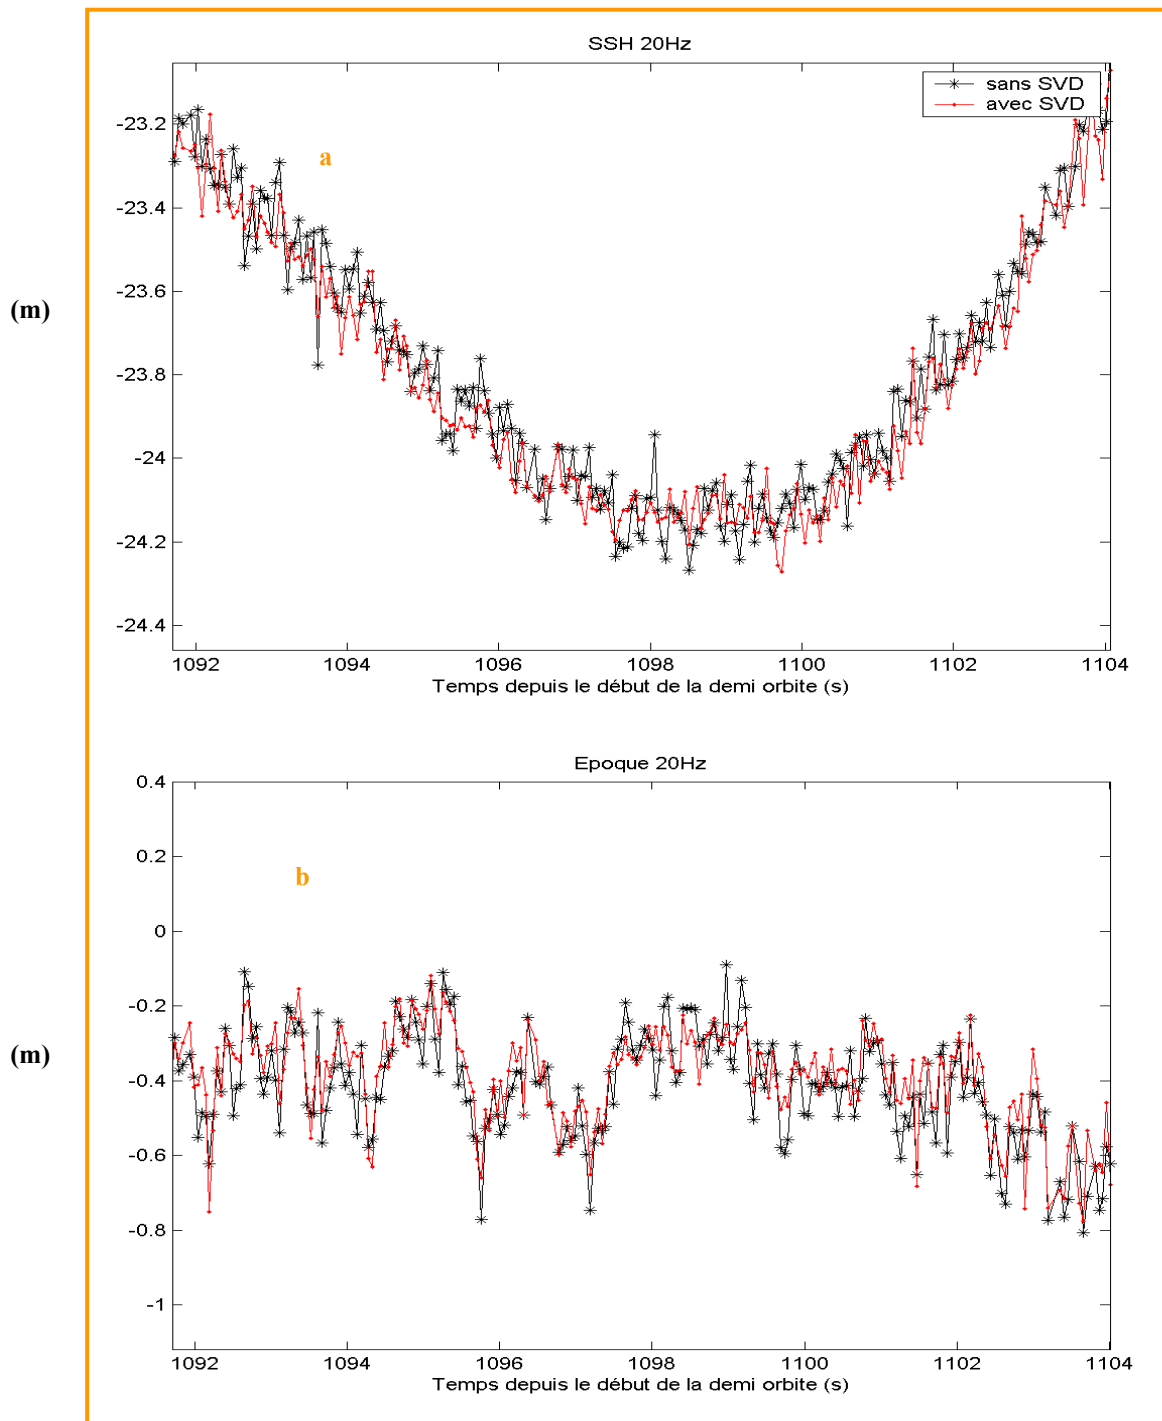 SSH 20Hz
sans SVD
avec SVD
a
(m)
-23.2
-23.4
-23.6
-23.8
-24
-24.2
-24.4
1092 1094 1096 1098 1100 1102 1104
Temps depuis le début de la demi orbite (s)
Epoque 20Hz
b
(m)
0.4
0.2
0
-0.2
-0.4
-0.6
-0.8
-1
1092 1094 1096 1098 1100 1102 1104
Temps depuis le début de la demi orbite (s)